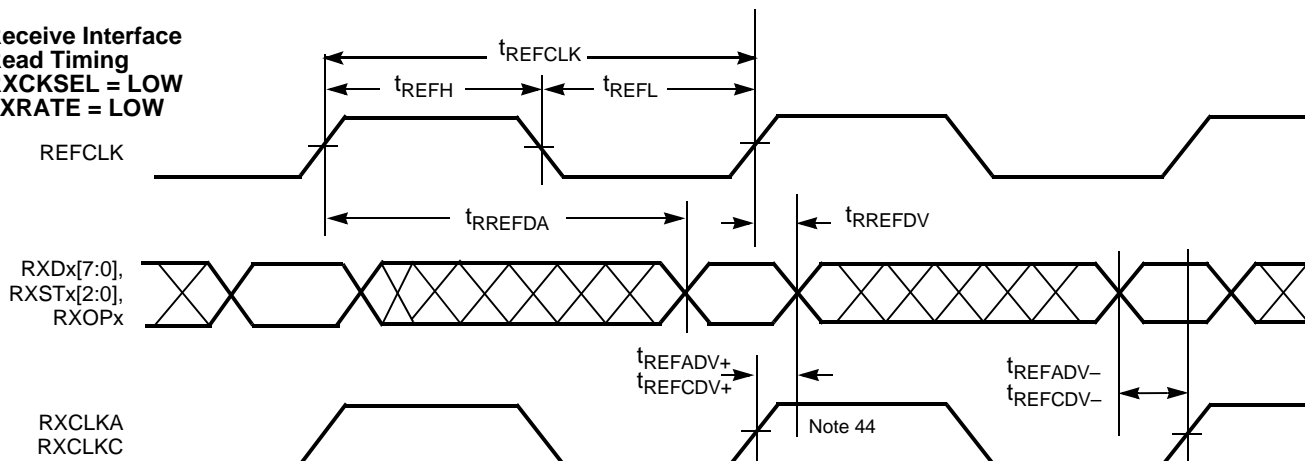 eceive Interface
ead Timing
XCKSEL = LOW
XRATE = LOW
tREFCLK
tREFH
tREFL
REFCLK
tRREFDA
tRREFDV
RXDx[7:0],
RXSTx[2:0],
RXOPx
tREFADV+
tREFCDV+
tREFADV–
tREFCDV–
RXCLKA
RXCLKC
Note 44